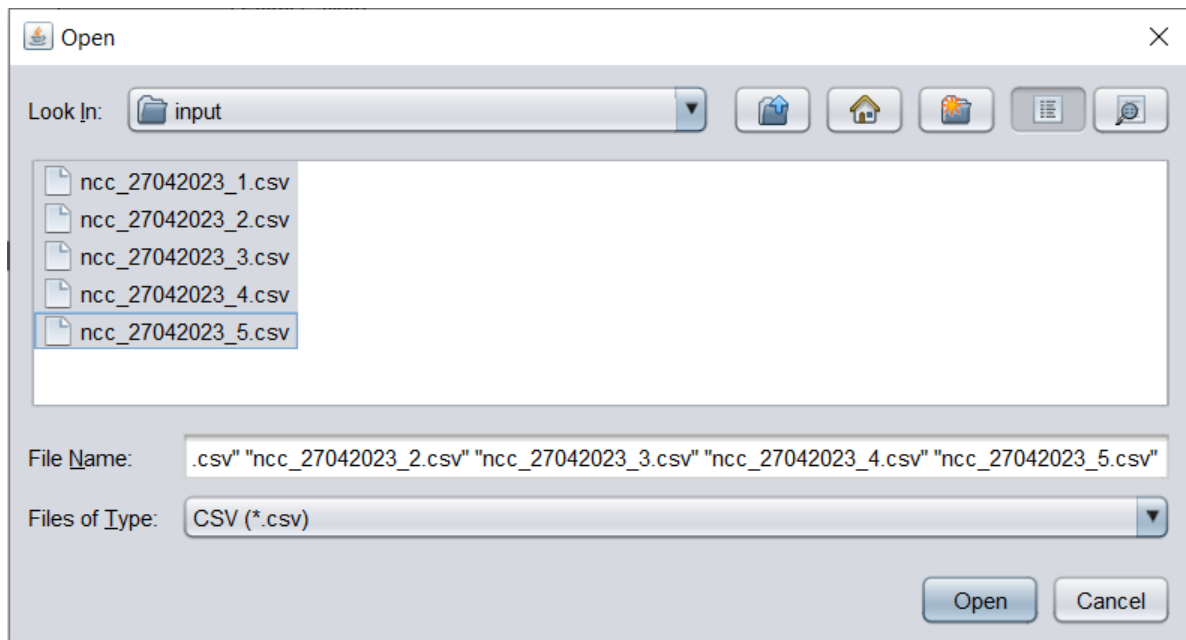 Open
Look In: input
ncc_27042023_1.csv
ncc_27042023_2.csv
ncc_27042023_3.csv
ncc_27042023_4.csv
ncc_27042023_5.csv
File Name: .csv" "ncc_27042023_2.csv" "ncc_27042023_3.csv" "ncc_27042023_4.csv" "ncc_27042023_5.csv"
Files of Type: CSV (*.csv)
Open Cancel